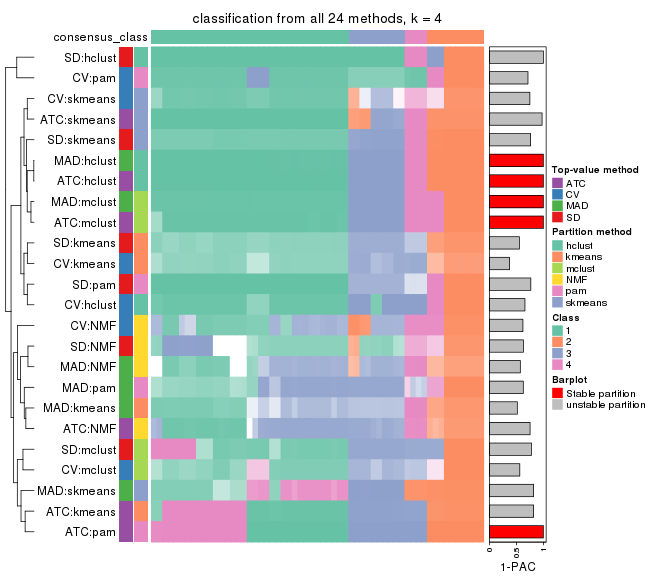 classification from all 24 methods, k = 4
consensus_class
SD:hclust
CV:pam
CV:skmeans
ATC:skmeans
SD:skmeans
MAD:hclust
ATC:hclust
MAD:mclust
ATC:mclust
SD:kmeans
CV:kmeans
SD:pam
CV:hclust
CV:NMF
SD:NMF
MAD:NMF
MAD:pam
MAD:kmeans
ATC:NMF
SD:mclust
CV:mclust
MAD:skmeans
ATC:kmeans
ATC:pam
0
0.5
1
1-PAC
Top-value method
ATC
CV
MAD
SD
Partition method
hclust
kmeans
mclust
NMF
pam
skmeans
Class
1
2
3
4
Barplot
Stable partition
unstable partition